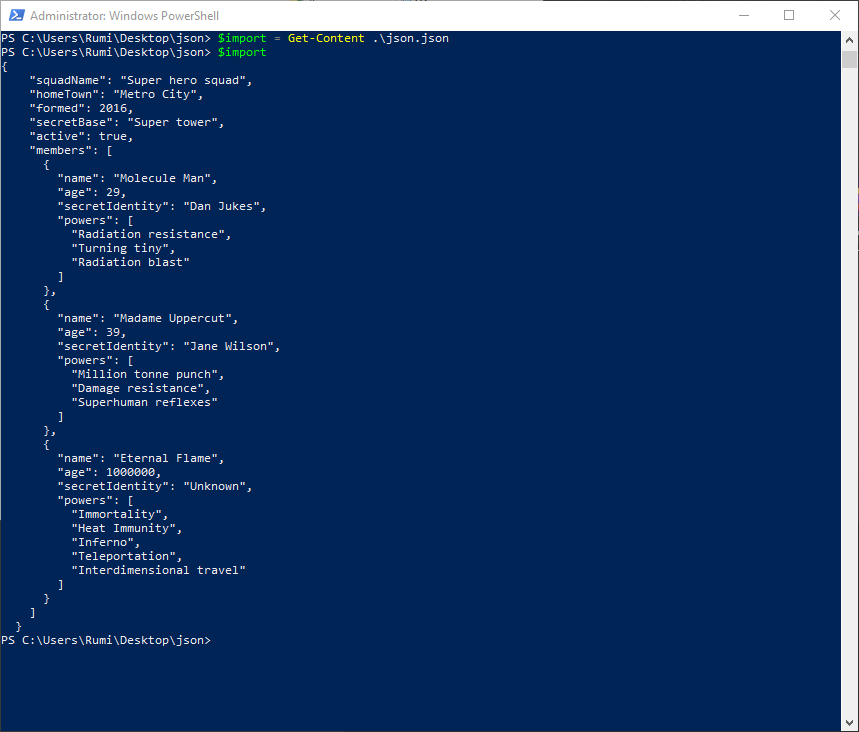 Administrator: Windows PowerShell
PS C:\Users\Rumi\Desktop\json> $import = Get-Content .\json.json
PS C:\Users\Rumi\Desktop\json> $import
{
    "squadName": "Super hero squad",
    "homeTown": "Metro City",
    "formed": 2016,
    "secretBase": "Super tower",
    "active": true,
    "members": [
      {
        "name": "Molecule Man",
        "age": 29,
        "secretIdentity": "Dan Jukes",
        "powers": [
          "Radiation resistance",
          "Turning tiny",
          "Radiation blast"
        ]
      },
      {
        "name": "Madame Uppercut",
        "age": 39,
        "secretIdentity": "Jane Wilson",
        "powers": [
          "Million tonne punch",
          "Damage resistance",
          "Superhuman reflexes"
        ]
      },
      {
        "name": "Eternal Flame",
        "age": 1000000,
        "secretIdentity": "Unknown",
        "powers": [
          "Immortality",
          "Heat Immunity",
          "Inferno",
          "Teleportation",
          "Interdimensional travel"
        ]
      }
    ]
  }
PS C:\Users\Rumi\Desktop\json>